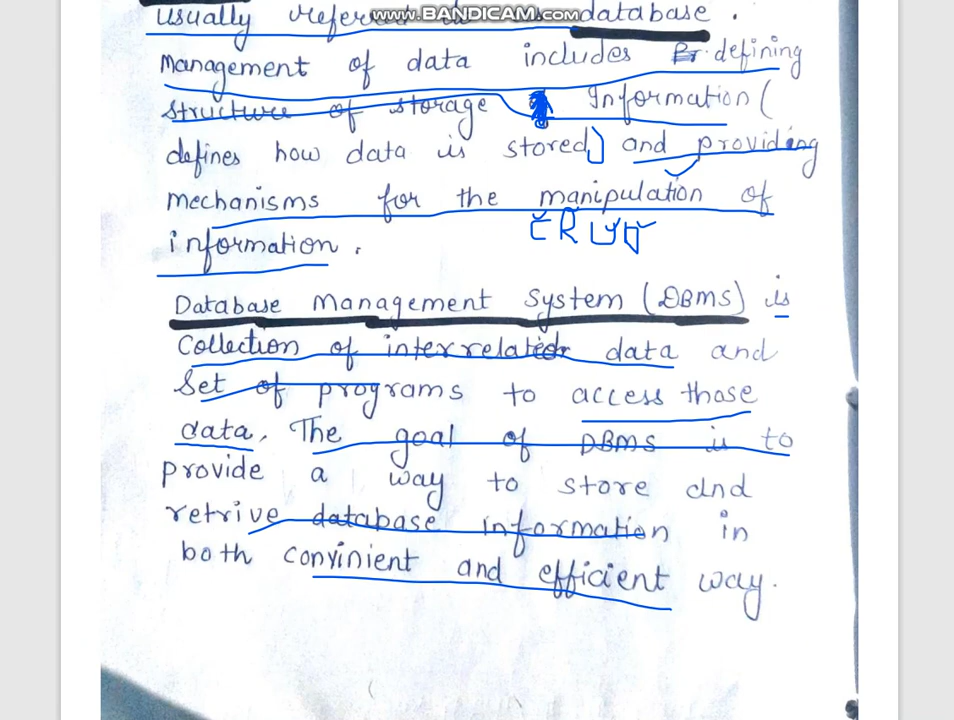 www.BANDICAM.com
usually database .
Management of data includes defining
structure of storage Information (
defines how data is stored) and providing
mechanisms for the manipulation of
CRUD
information .
Database Management System (DBMS) is
Collection of interrelated data and
Set of programs to access those
data. The goal of DBMS is to
provide a way to store and
retrive database information in
both convinient and efficient way.